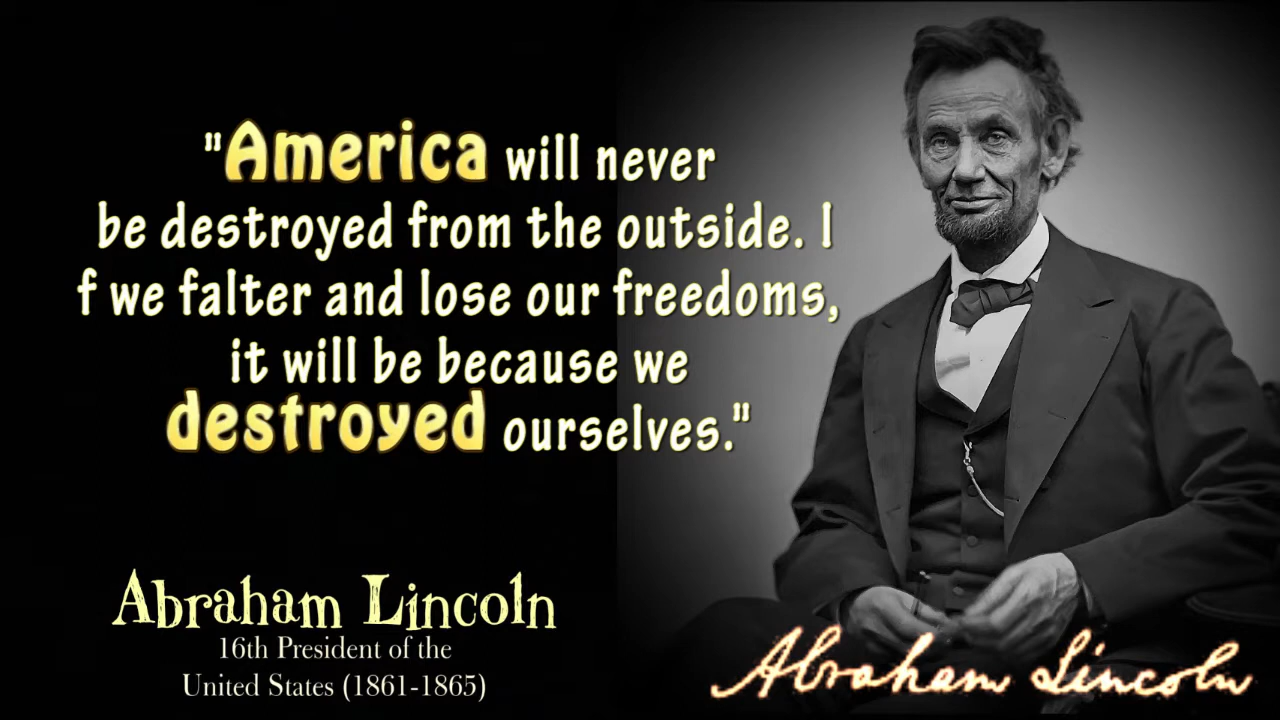 "America will never
be destroyed from the outside. I
f we falter and lose our freedoms,
it will be because we
destroyed ourselves."
Abraham Lincoln
16th President of the
United States (1861-1865)
Abraham Lincoln